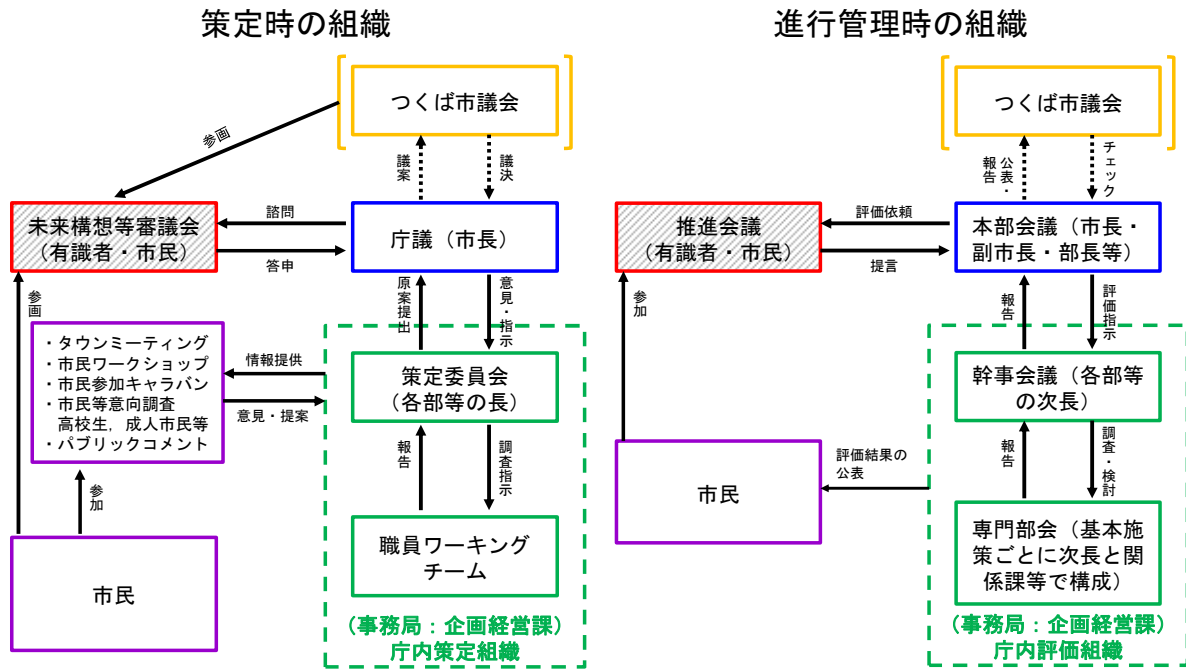 策定時の組織
つくば市議会
参画
議案
議決
未来構想等審議会
（有識者・市民）
諮問
答申
庁議（市長）
参画
原案提出
意見・指示
・タウンミーティング
・市民ワークショップ
・市民参加キャラバン
・市民等意向調査
高校生，成人市民等
・パブリックコメント
情報提供
意見・提案
策定委員会
（各部等の長）
報告
調査指示
参加
市民
職員ワーキング
チーム
（事務局：企画経営課）
庁内策定組織
進行管理時の組織
つくば市議会
公表・
報告
チェック
推進会議
（有識者・市民）
評価依頼
提言
本部会議（市長・
副市長・部長等）
参加
報告
評価指示
幹事会議（各部等
の次長）
報告
調査・検討
市民
評価結果の
公表
専門部会（基本施
策ごとに次長と関
係課等で構成）
（事務局：企画経営課）
庁内評価組織